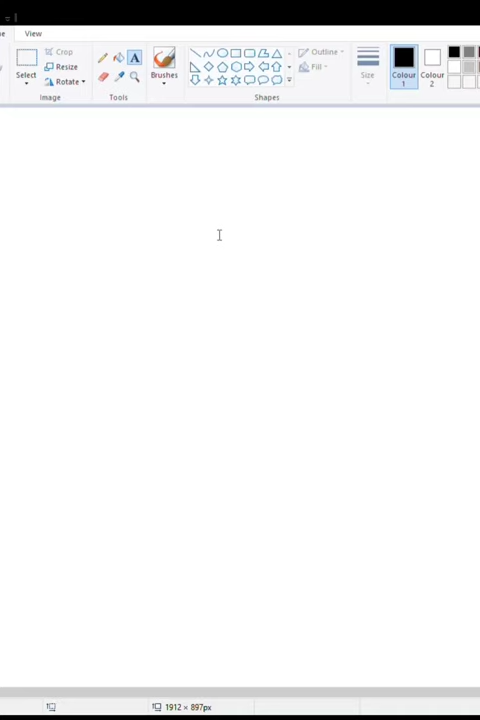 View
Crop
Resize
Rotate
Select
Image
A
Tools
Brushes
Shapes
Outline
Fill
Size
Colour
1
Colour
2
1912 × 897px